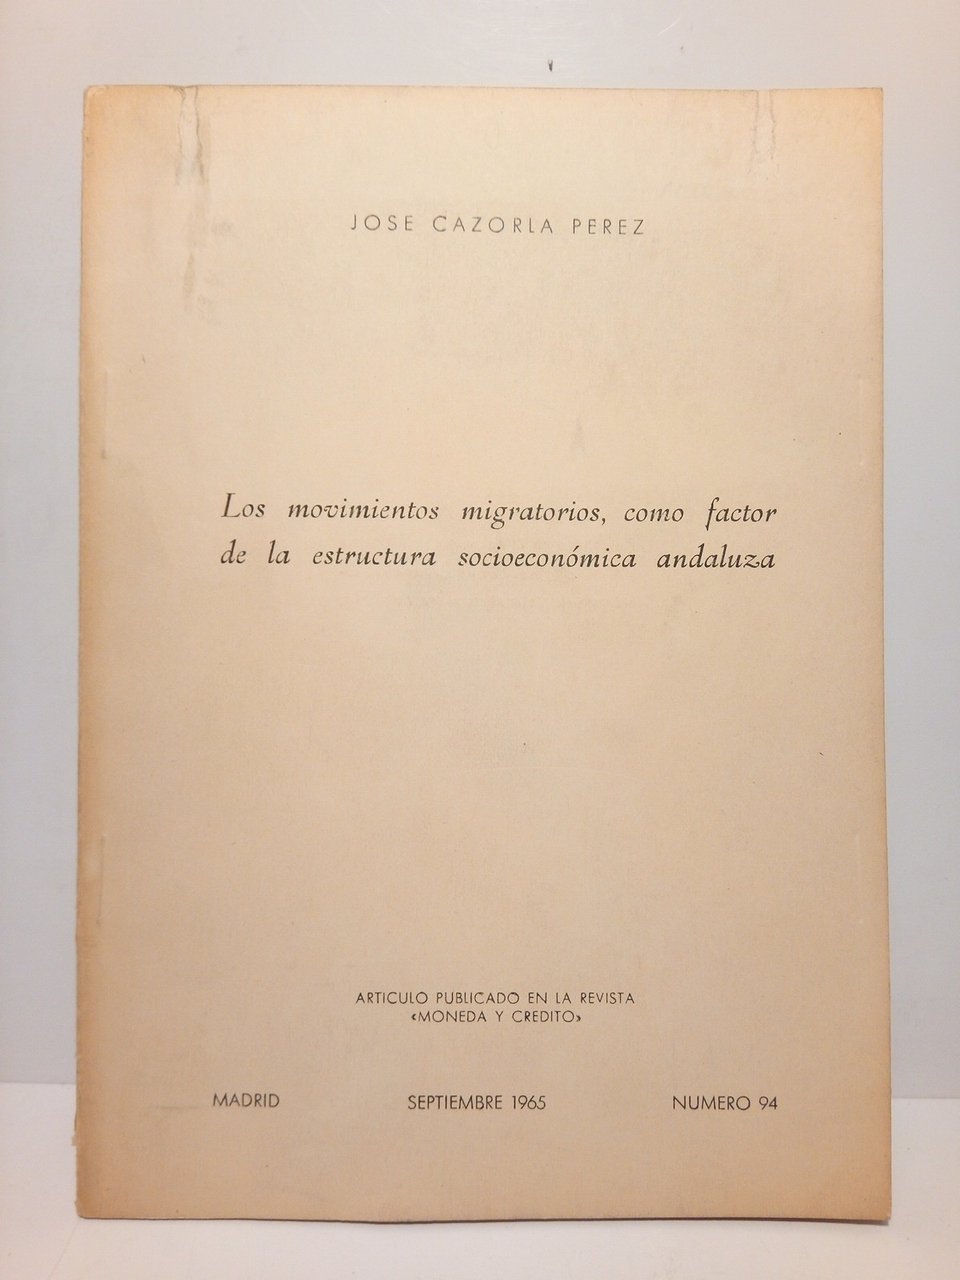 JOSE CAZORLA PEREZ
Los movimientos migratorios, como factor
de la estructura socioeconómica andaluza
ARTICULO PUBLICADO EN LA REVISTA
«MONEDA Y CREDITO»
MADRID SEPTIEMBRE 1965 NUMERO 94